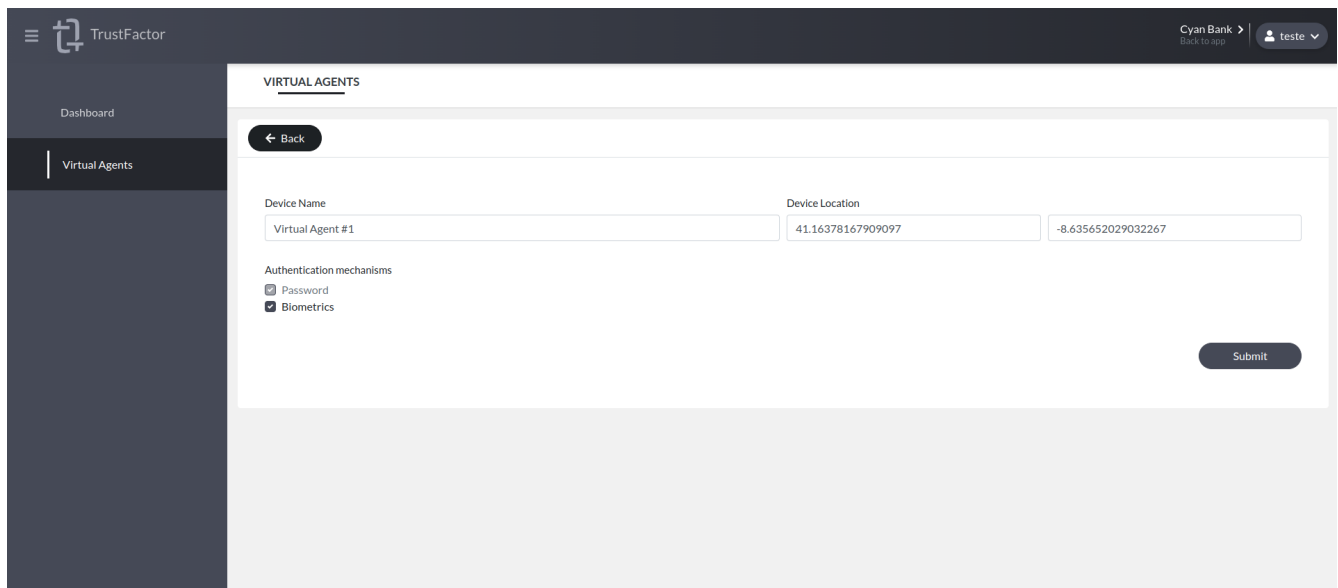 TrustFactor
Cyan Bank
Back to app
teste
Dashboard
Virtual Agents
VIRTUAL AGENTS
Back
Device Name
Device Location
Virtual Agent #1
41.16378167909097
-8.635652029032267
Authentication mechanisms
Password
Biometrics
Submit